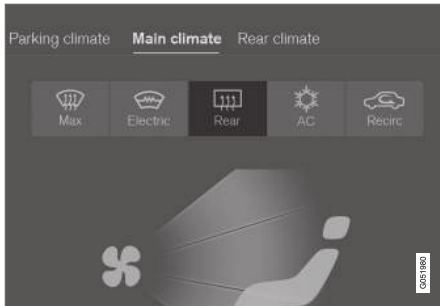 Parking climate Main climate Rear climate
Max Electric Rear AC Recirc
G051980